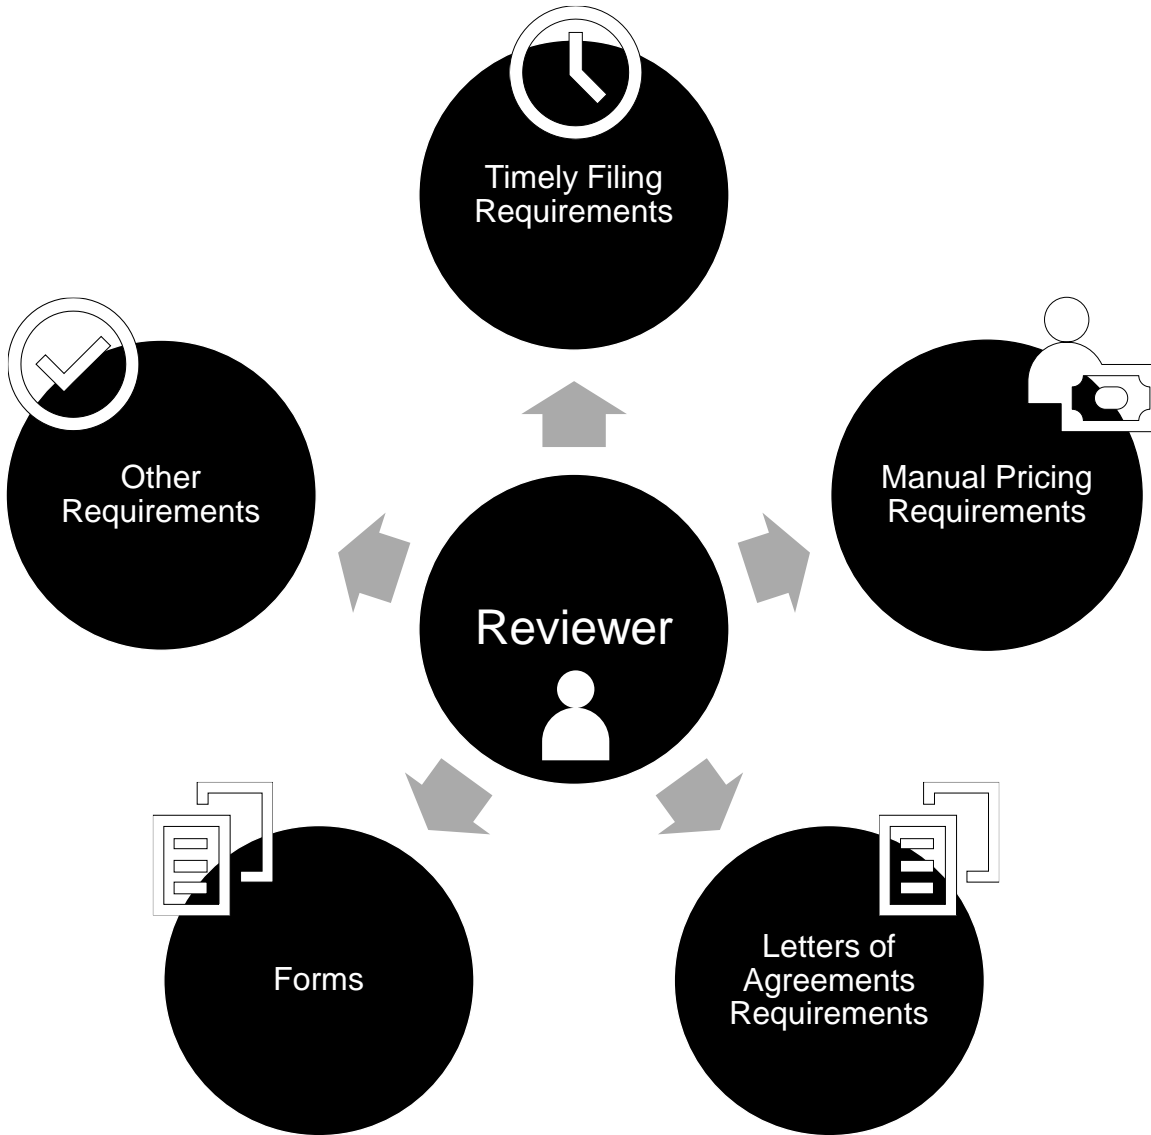 Timely Filing
Requirements
Other
Requirements
Manual Pricing
Requirements
Reviewer
Forms
Letters of
Agreements
Requirements